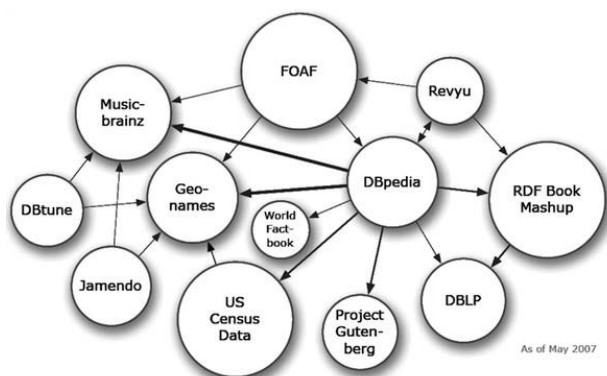 FOAF
Revyu
Music-
brainz
DBpedia
RDF Book
Mashup
Geo-
names
DBtune
World
Fact-
book
Jamendo
US
Census
Data
Project
Guten-
berg
DBLP
As of May 2007